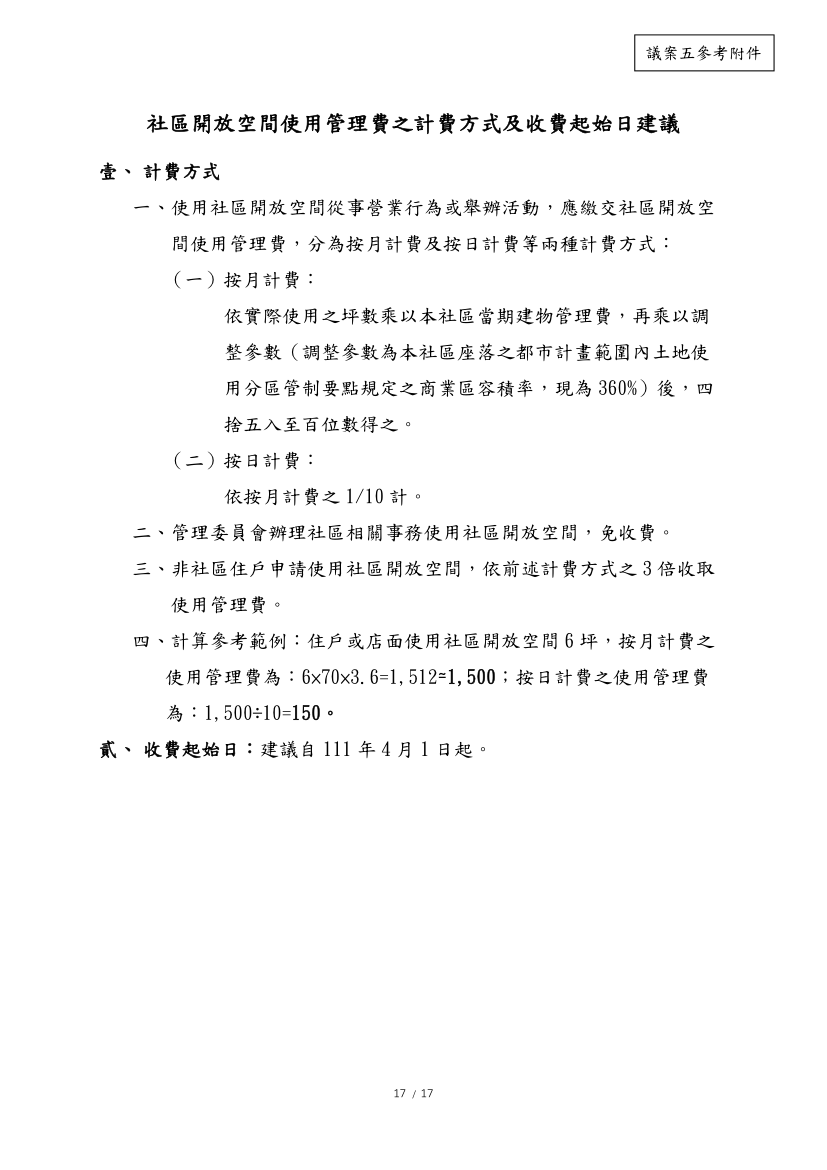 議案五參考附件
社區開放空間使用管理費之計費方式及收費起始日建議
壹、 計費方式
一、使用社區開放空間從事營業行為或舉辦活動，應繳交社區開放空
間使用管理費，分為按月計費及按日計費等兩種計費方式：
（一）按月計費：
依實際使用之坪數乘以本社區當期建物管理費，再乘以調
整參數（調整參數為本社區座落之都市計畫範圍內土地使
用分區管制要點規定之商業區容積率，現為 360%）後，四
捨五入至百位數得之。
（二）按日計費：
依按月計費之 1/10 計。
二、管理委員會辦理社區相關事務使用社區開放空間，免收費。
三、非社區住戶申請使用社區開放空間，依前述計費方式之 3 倍收取
使用管理費。
四、計算參考範例：住戶或店面使用社區開放空間 6 坪，按月計費之
使用管理費為：6×70×3.6=1,512≒1,500；按日計費之使用管理費
為：1,500÷10=150。
貳、 收費起始日：建議自 111 年 4 月 1 日起。
17 / 17